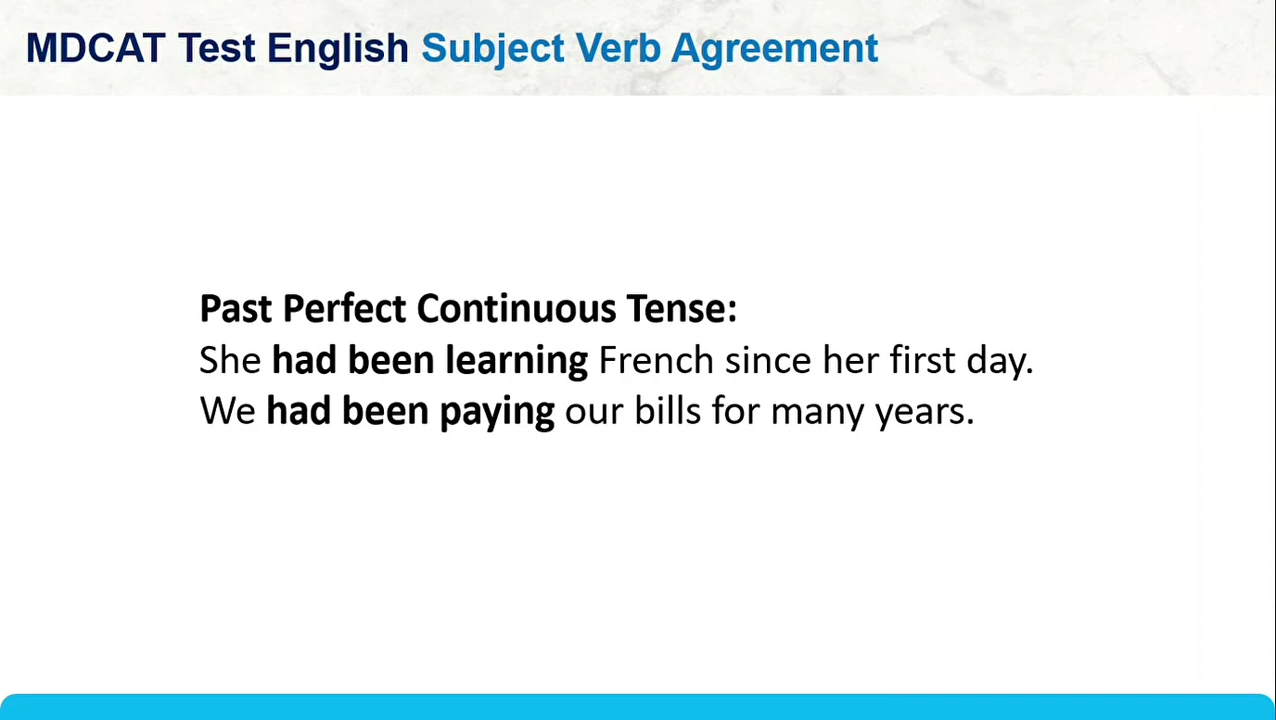 MDCAT Test English Subject Verb Agreement
Past Perfect Continuous Tense:
She had been learning French since her first day.
We had been paying our bills for many years.